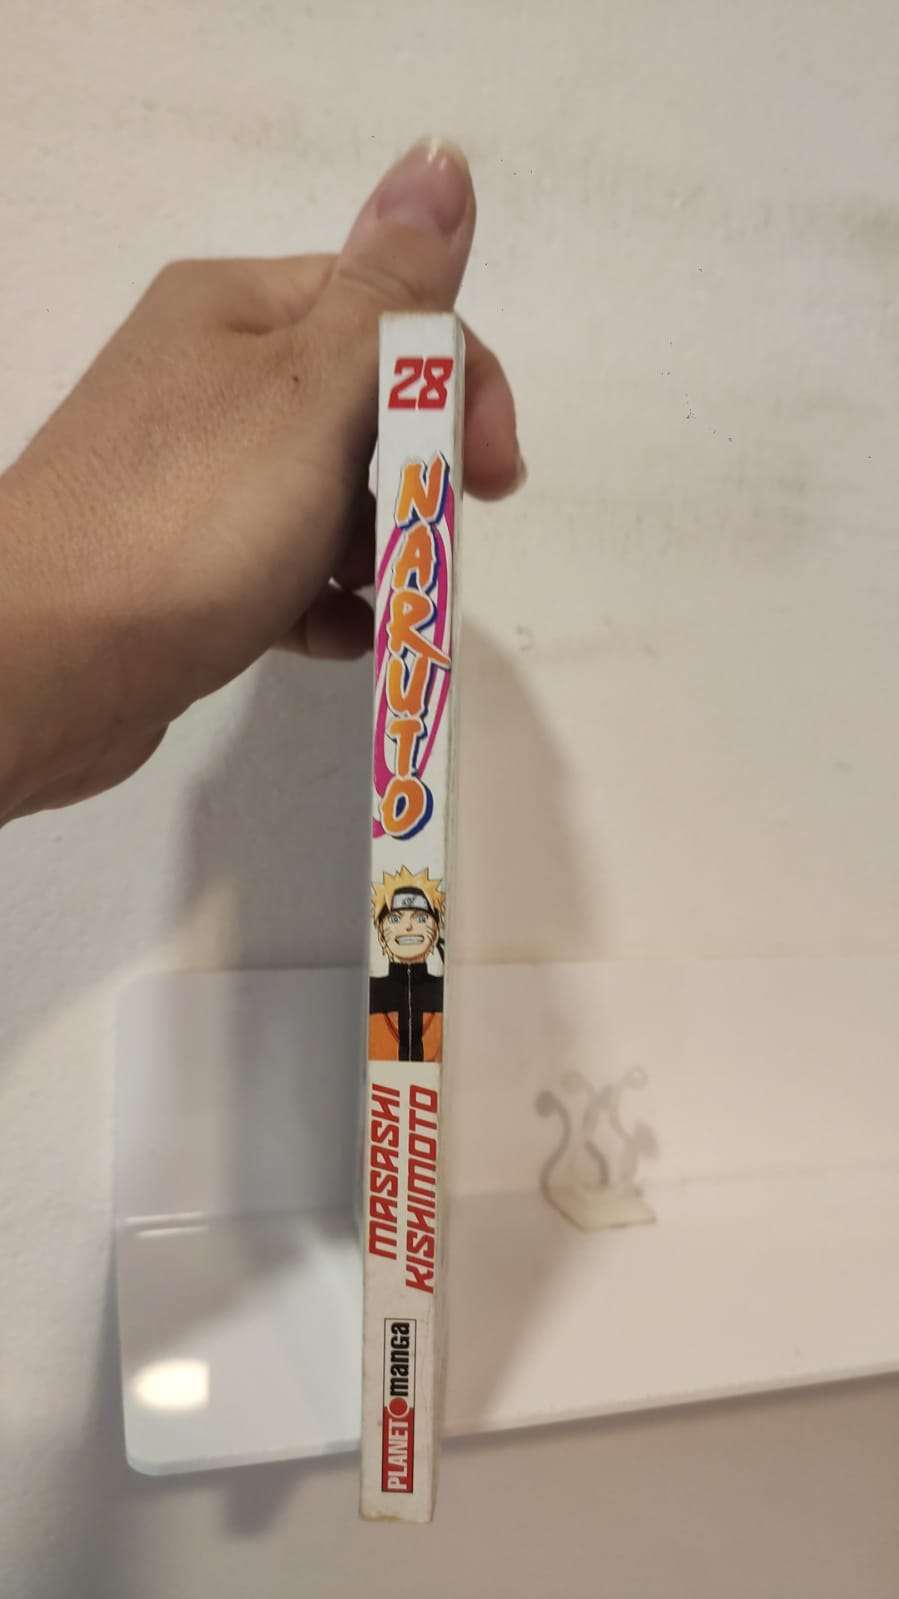 28
NARUTO
MASASHI
KISHIMOTO
PLANET manga